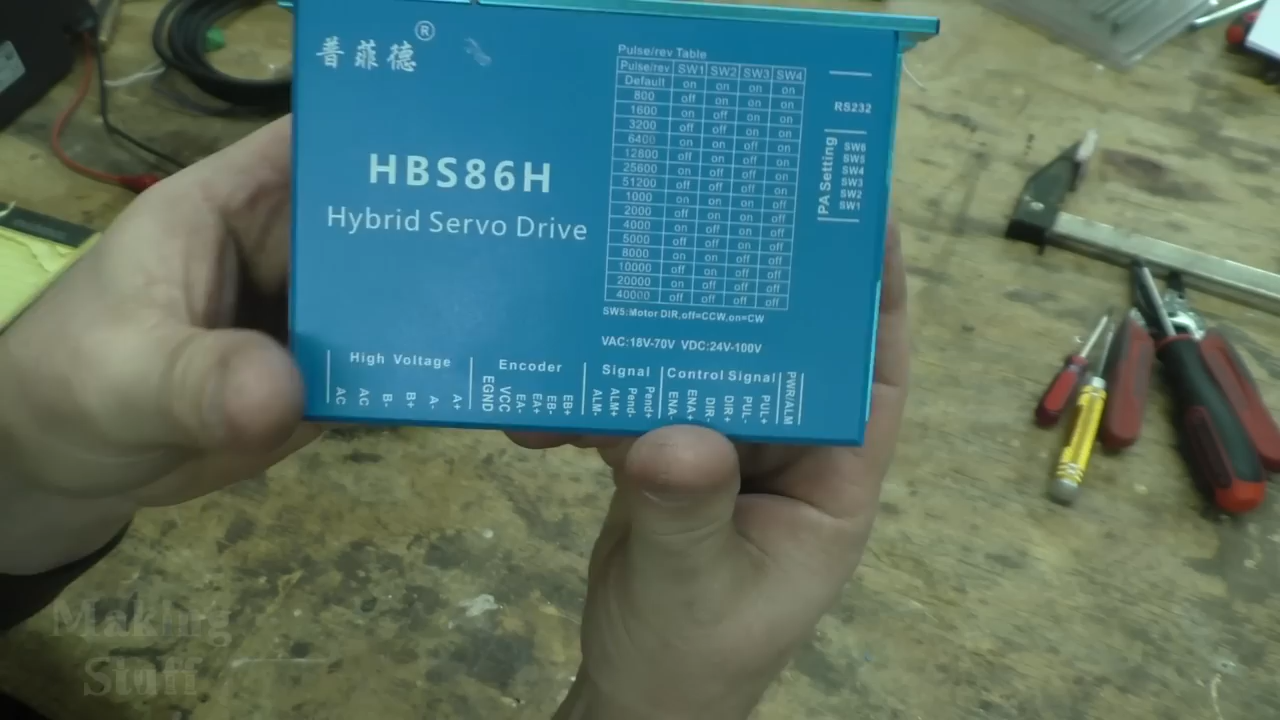 普菲德®
HBS86H
Hybrid Servo Drive
Pulse/rev Table
Pulse/rev SW1 SW2 SW3 SW4
Default on on on on
800 off on on on
1600 on off on on
3200 off off on on
6400 on on off on
12800 off on off on
25600 on off off on
51200 off off off on
1000 on on on off
2000 off on on off
4000 on off on off
5000 off off on off
8000 on on off off
10000 off on off off
20000 on off off off
40000 off off off off
SW5:Motor DIR,off=CCW,on=CW
VAC:18V-70V VDC:24V-100V
RS232
PA Setting
SW6
SW5
SW4
SW3
SW2
SW1
High Voltage
AC AC B- B+ A- A+
Encoder
EGND VCC EA- EA+ EB- EB+
Signal
ALM- ALM+ Pend- Pend+
Control Signal
ENA- ENA+ DIR- DIR+ PUL- PUL+
PWR/ALM
Making
Stuff